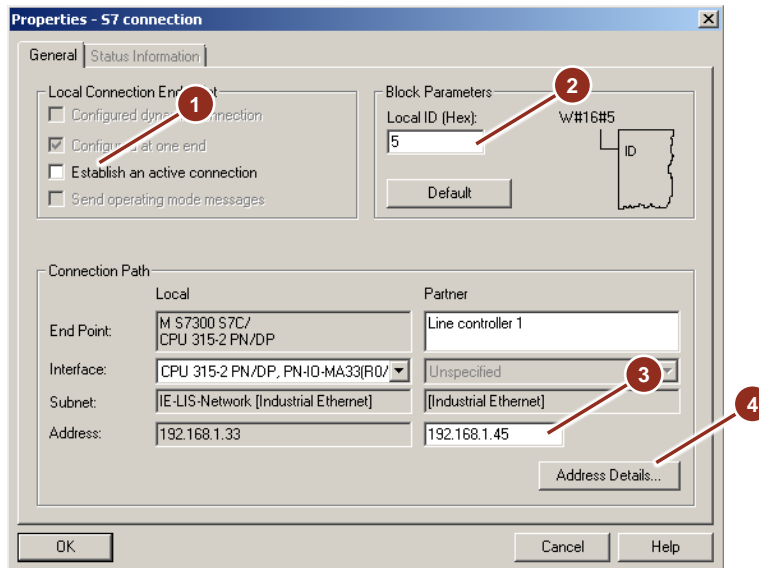 Properties - S7 connection
General
Status Information
Local Connection End
Block Parameters
1
2
Configured
Local ID (Hex):
W#16#5
Configured at one end
5
ID
Establish an active connection
Send operating mode messages
Default
Connection Path
Local
Partner
End Point:
M S7300 S7C/
CPU 315-2 PN/DP
Line controller 1
Interface:
CPU 315-2 PN/DP, PN-IO-MA33(R0/
Unspecified
3
Subnet:
IE-LIS-Network [Industrial Ethernet]
[Industrial Ethernet]
4
Address:
192.168.1.33
192.168.1.45
Address Details...
OK
Cancel
Help